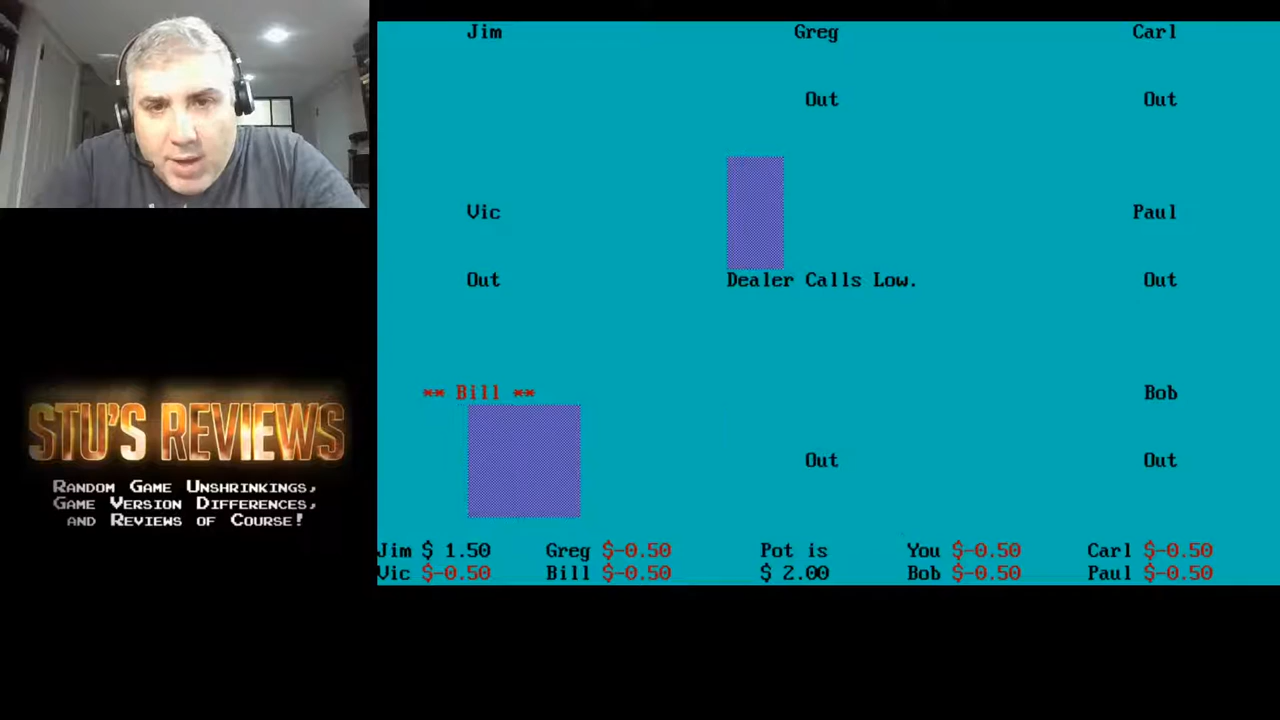 Jim Greg Carl
Out Out
Vic Paul
Out Dealer Calls Low. Out
** Bill ** Bob
Out Out
Jim $ 1.50 Greg $-0.50 Pot is You $-0.50 Carl $-0.50
Vic $-0.50 Bill $-0.50 $ 2.00 Bob $-0.50 Paul $-0.50
STU'S REVIEWS
RANDOM GAME UNSHRINKINGS,
GAME VERSION DIFFERENCES,
AND REVIEWS OF COURSE!